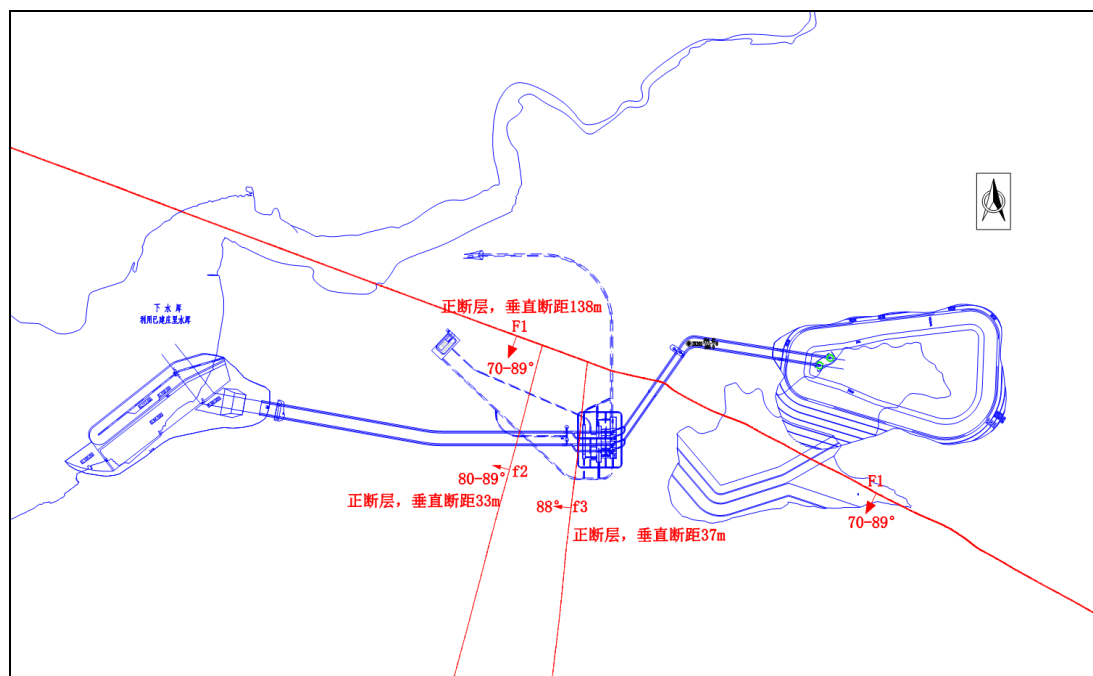 正断层，垂直断距138m
F1
70-89°
下 水 库
利用已建庄里水库
80-89°
f2
正断层，垂直断距33m
88°
f3
正断层，垂直断距37m
F1
70-89°